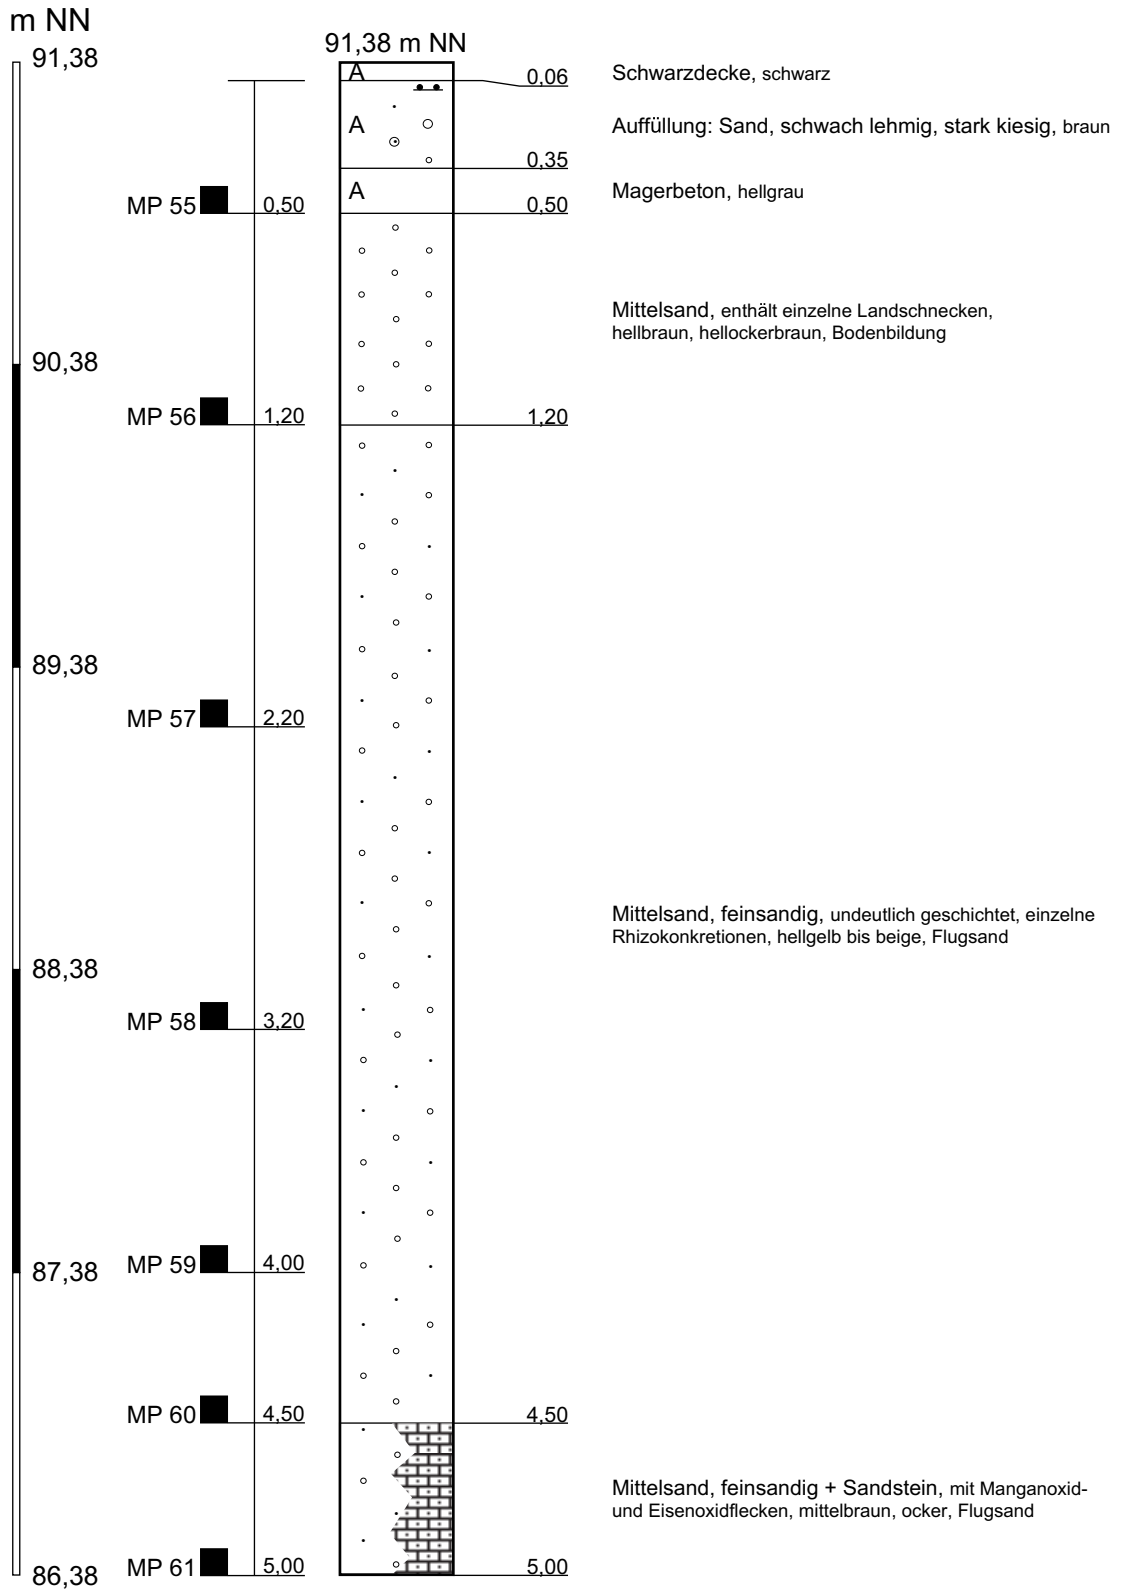 m NN
91,38 m NN
91,38
A
0,06
Schwarzdecke, schwarz
A
Auffüllung: Sand, schwach lehmig, stark kiesig, braun
0,35
A
Magerbeton, hellgrau
MP 55
0,50
0,50
Mittelsand, enthält einzelne Landschnecken,
hellbraun, hellockerbraun, Bodenbildung
90,38
MP 56
1,20
1,20
89,38
MP 57
2,20
Mittelsand, feinsandig, undeutlich geschichtet, einzelne
Rhizokonkretionen, hellgelb bis beige, Flugsand
88,38
MP 58
3,20
MP 59
4,00
87,38
MP 60
4,50
4,50
Mittelsand, feinsandig + Sandstein, mit Manganoxid-
und Eisenoxidflecken, mittelbraun, ocker, Flugsand
MP 61
5,00
5,00
86,38